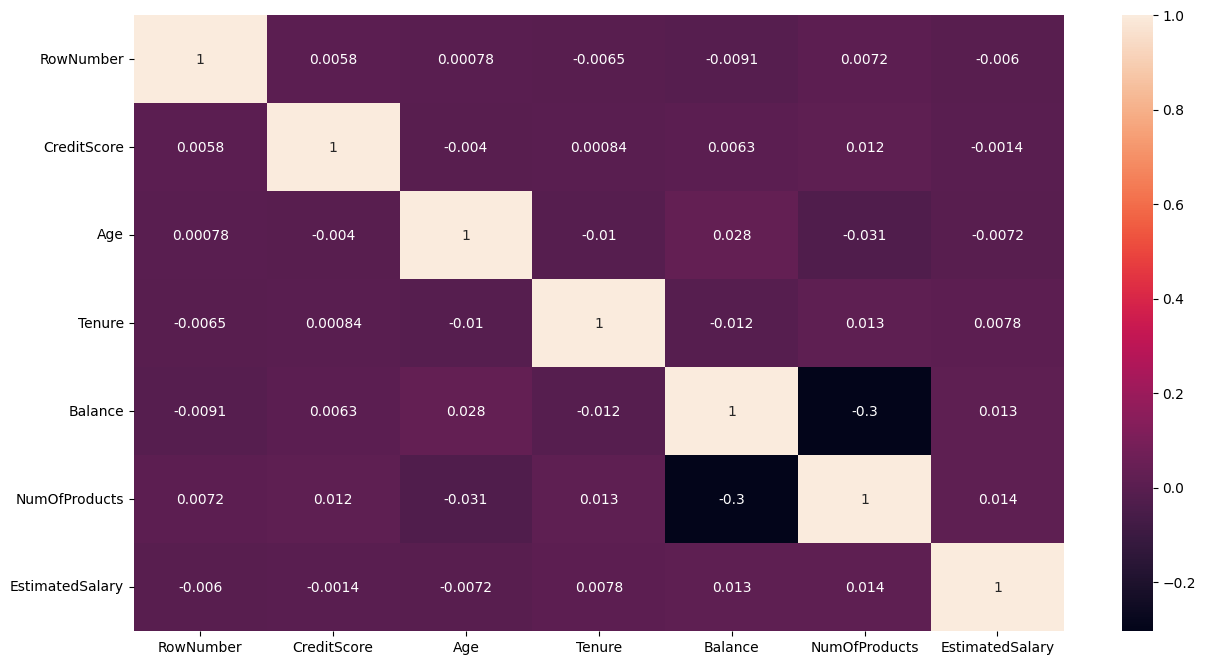 RowNumber 1 0.0058 0.00078 -0.0065 -0.0091 0.0072 -0.006
CreditScore 0.0058 1 -0.004 0.00084 0.0063 0.012 -0.0014
Age 0.00078 -0.004 1 -0.01 0.028 -0.031 -0.0072
Tenure -0.0065 0.00084 -0.01 1 -0.012 0.013 0.0078
Balance -0.0091 0.0063 0.028 -0.012 1 -0.3 0.013
NumOfProducts 0.0072 0.012 -0.031 0.013 -0.3 1 0.014
EstimatedSalary -0.006 -0.0014 -0.0072 0.0078 0.013 0.014 1
RowNumber CreditScore Age Tenure Balance NumOfProducts EstimatedSalary
1.0
0.8
0.6
0.4
0.2
0.0
−0.2